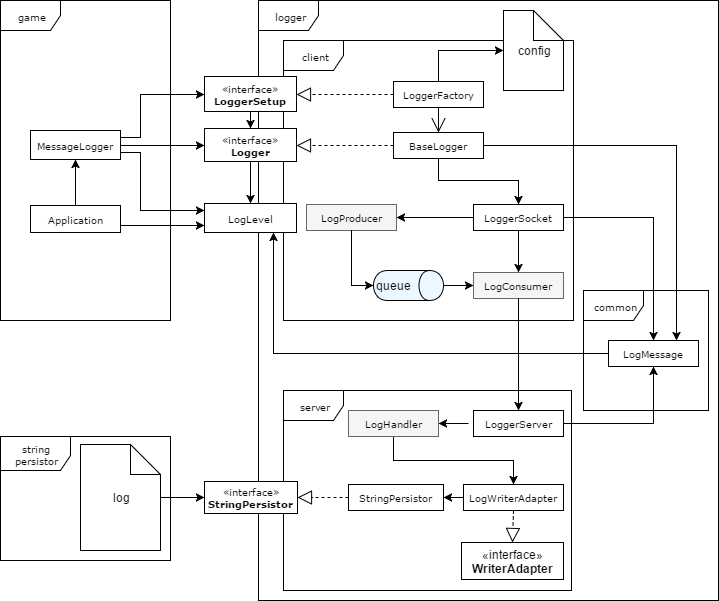 game
logger
client
config
«interface»
LoggerSetup
LoggerFactory
«interface»
Logger
MessageLogger
BaseLogger
Application
LogLevel
LogProducer
LoggerSocket
queue
LogConsumer
common
LogMessage
server
LogHandler
LoggerServer
string
persistor
log
«interface»
StringPersistor
StringPersistor
LogWriterAdapter
«interface»
WriterAdapter